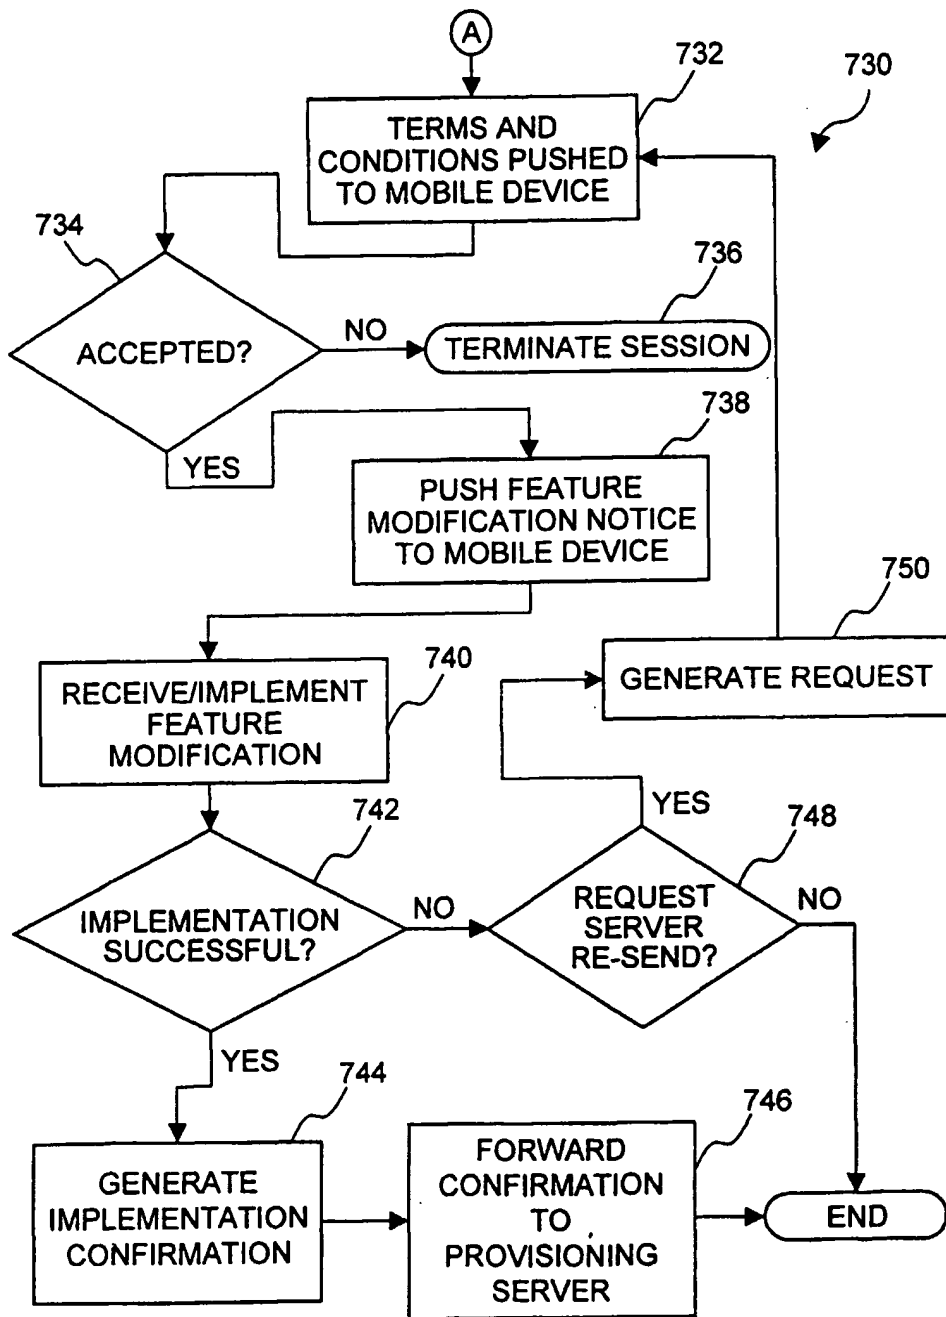 A
732
730
TERMS AND
CONDITIONS PUSHED
TO MOBILE DEVICE
734
736
ACCEPTED?
NO
TERMINATE SESSION
738
YES
PUSH FEATURE
MODIFICATION NOTICE
TO MOBILE DEVICE
750
740
GENERATE REQUEST
RECEIVE/IMPLEMENT
FEATURE
MODIFICATION
742
YES
748
IMPLEMENTATION
SUCCESSFUL?
NO
REQUEST
SERVER
RE-SEND?
NO
YES
744
746
GENERATE
IMPLEMENTATION
CONFIRMATION
FORWARD
CONFIRMATION
TO
PROVISIONING
SERVER
END